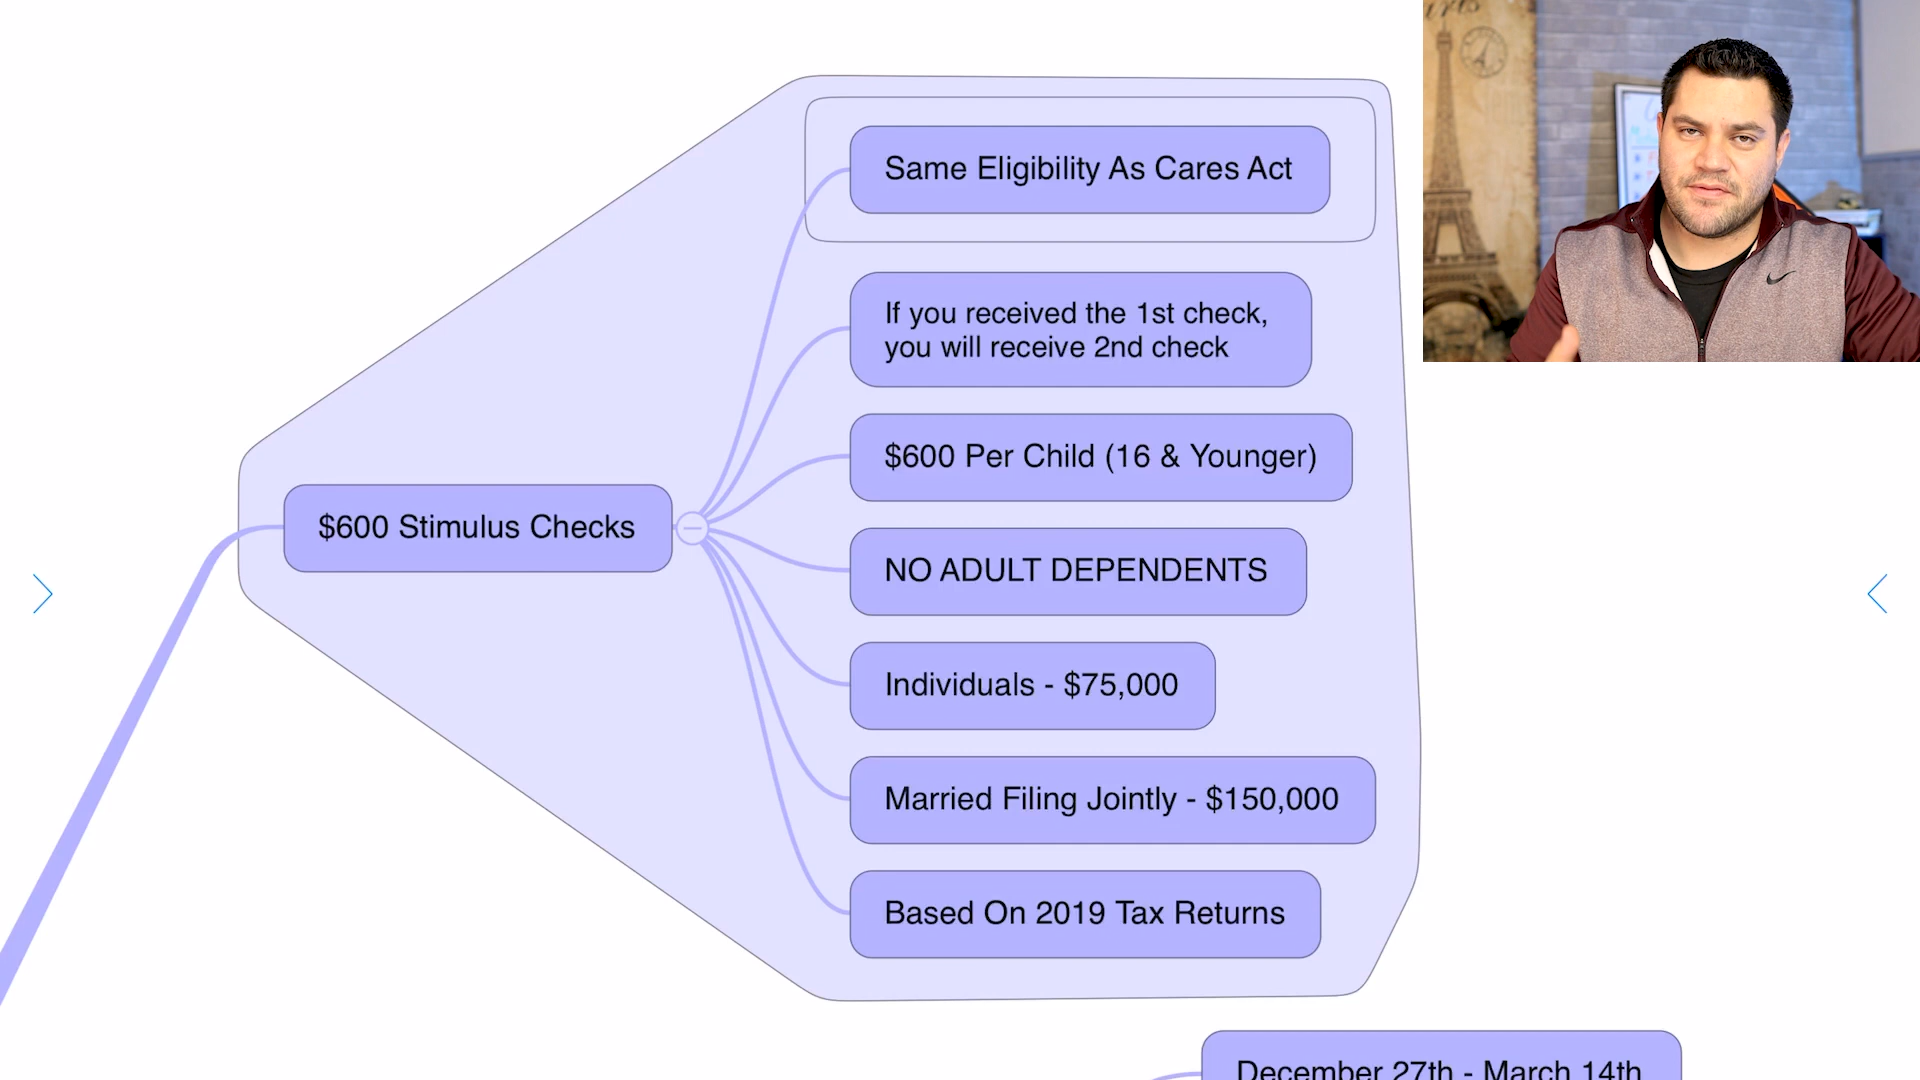 Same Eligibility As Cares Act
If you received the 1st check,
you will receive 2nd check
$600 Per Child (16 & Younger)
$600 Stimulus Checks
NO ADULT DEPENDENTS
Individuals - $75,000
Married Filing Jointly - $150,000
Based On 2019 Tax Returns
December 27th - March 14th